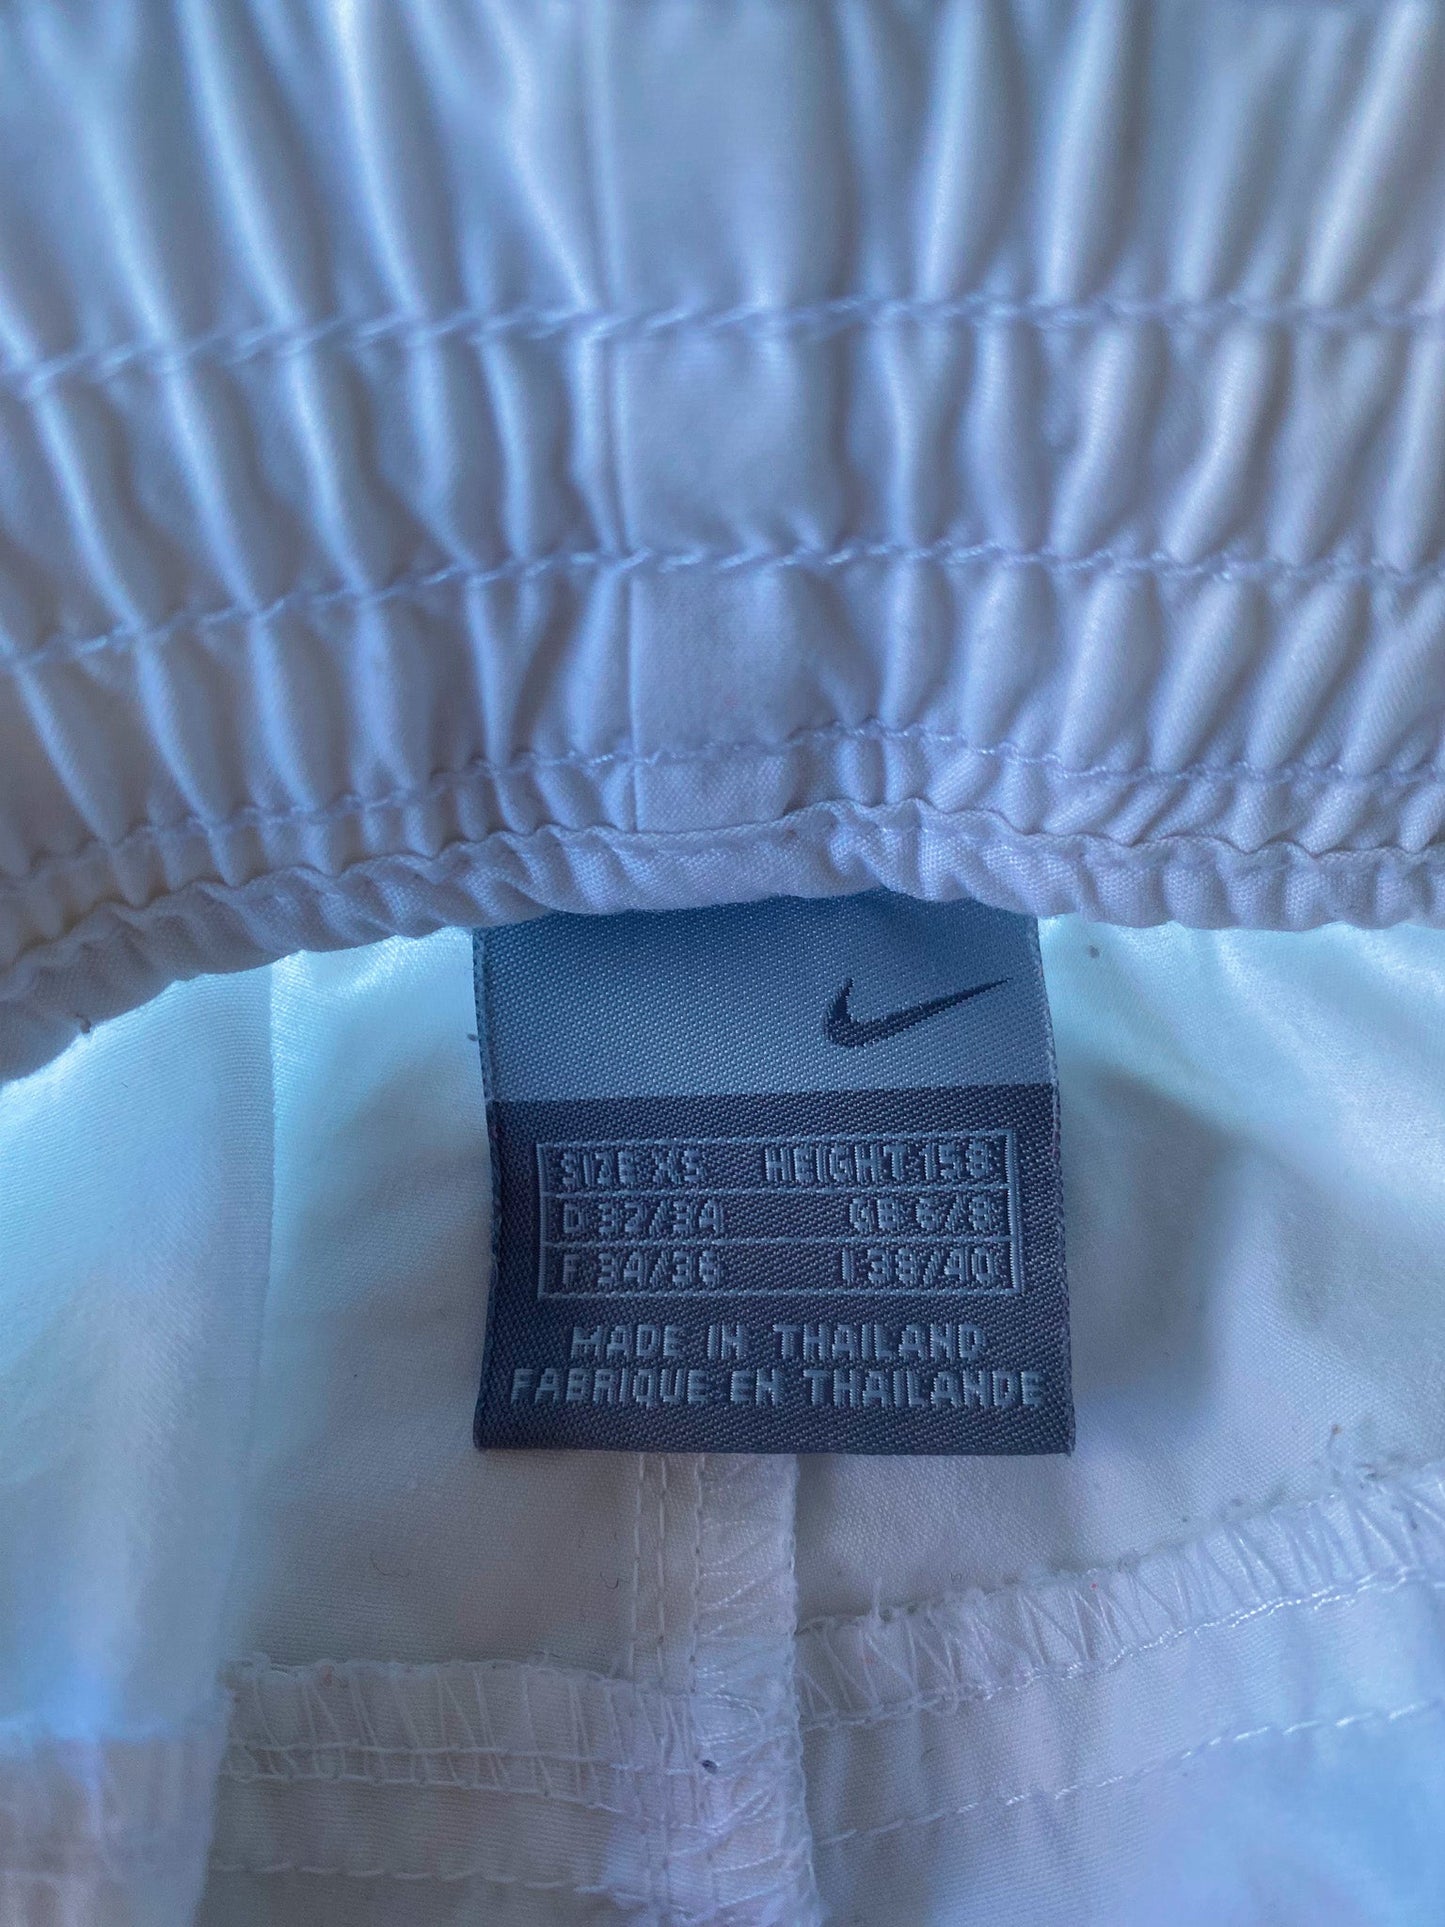 SIZE XS HEIGHT 158
D 32/34 GB 6/8
F 34/36 I 38/40
MADE IN THAILAND
FABRIQUE EN THAILANDE